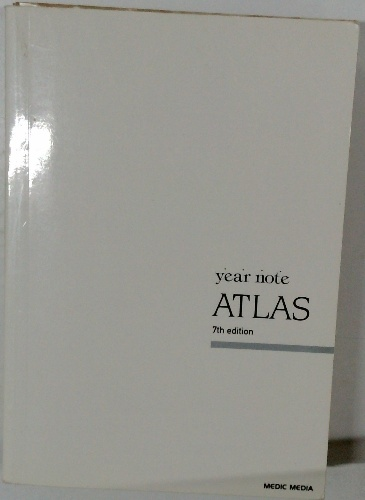 year note
ATLAS
7th edition
MEDIC MEDIA